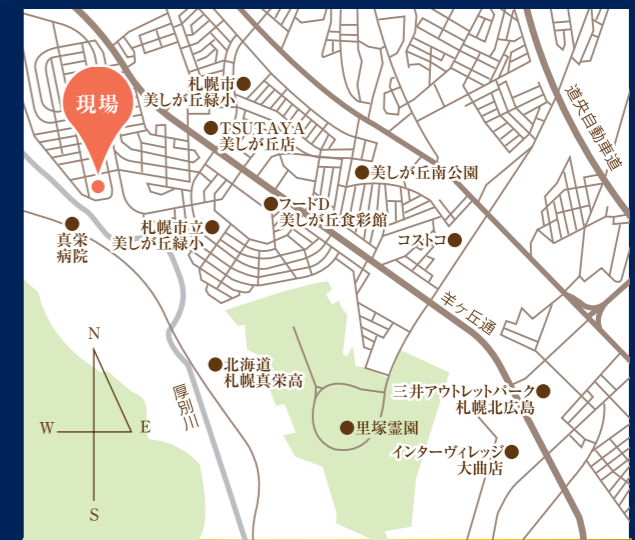 札幌市
美しが丘緑小
現場
TSUTAYA
美しが丘店
道央自動車道
美しが丘南公園
フードD
美しが丘食彩館
札幌市立
美しが丘緑小
真栄
病院
コストコ
羊ヶ丘通
N
W
E
S
北海道
札幌真栄高
厚別川
三井アウトレットパーク
札幌北広島
里塚霊園
インターヴィレッジ
大曲店